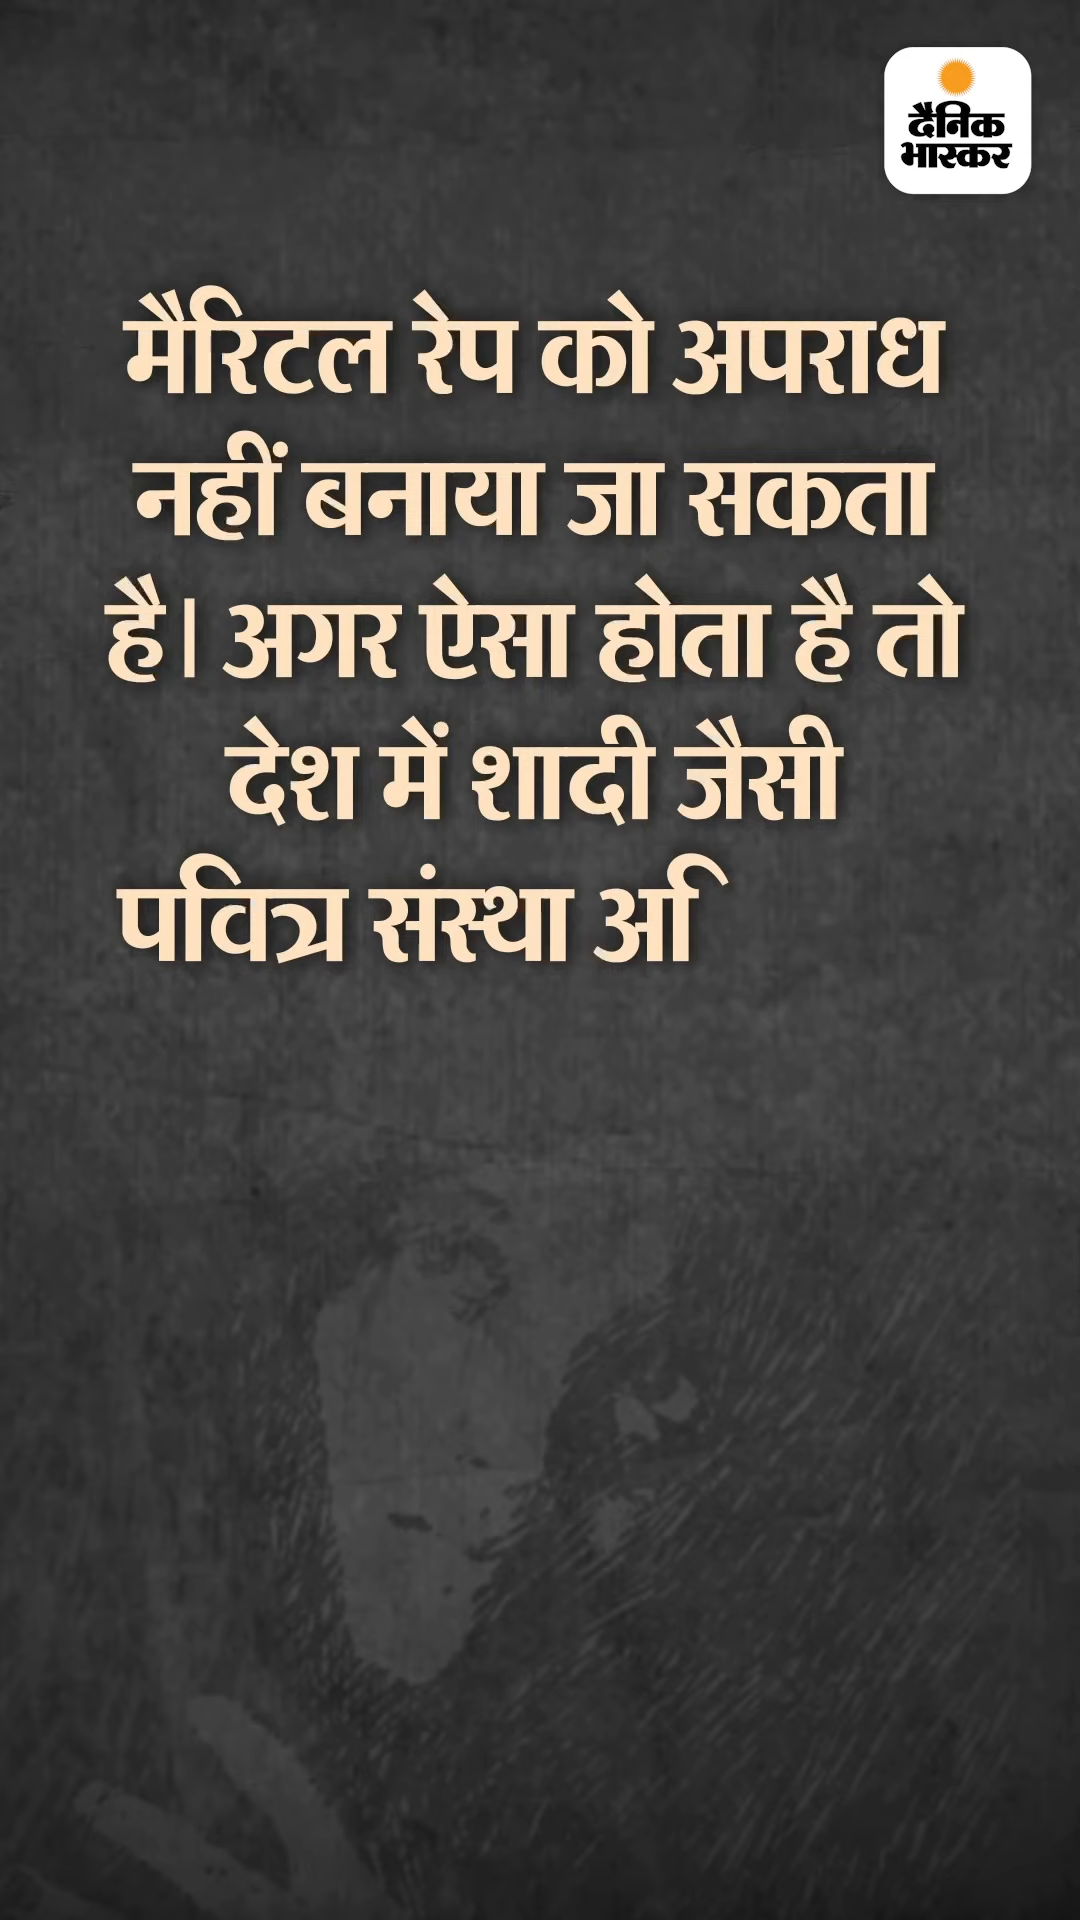 दैनिक
भास्कर
मैरिटल रेप को अपराध
नहीं बनाया जा सकता
है। अगर ऐसा होता है तो
देश में शादी जैसी
पवित्र संस्था अि